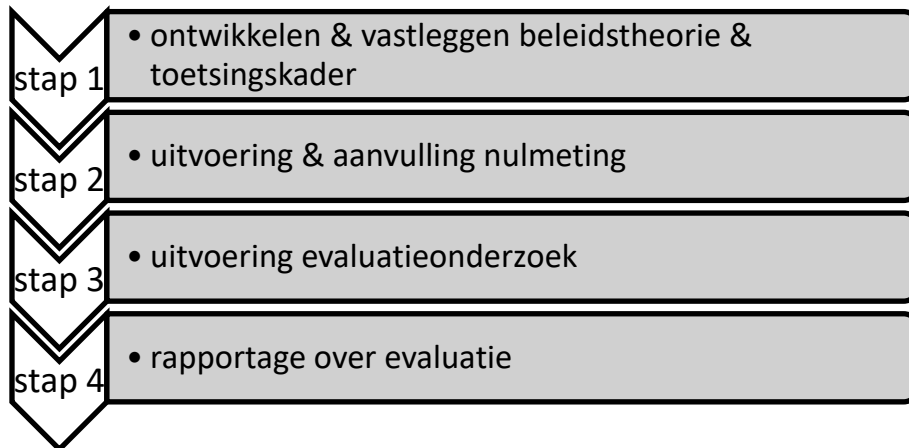 stap 1
• ontwikkelen & vastleggen beleidstheorie &
toetsingskader
stap 2
• uitvoering & aanvulling nulmeting
stap 3
• uitvoering evaluatieonderzoek
stap 4
• rapportage over evaluatie